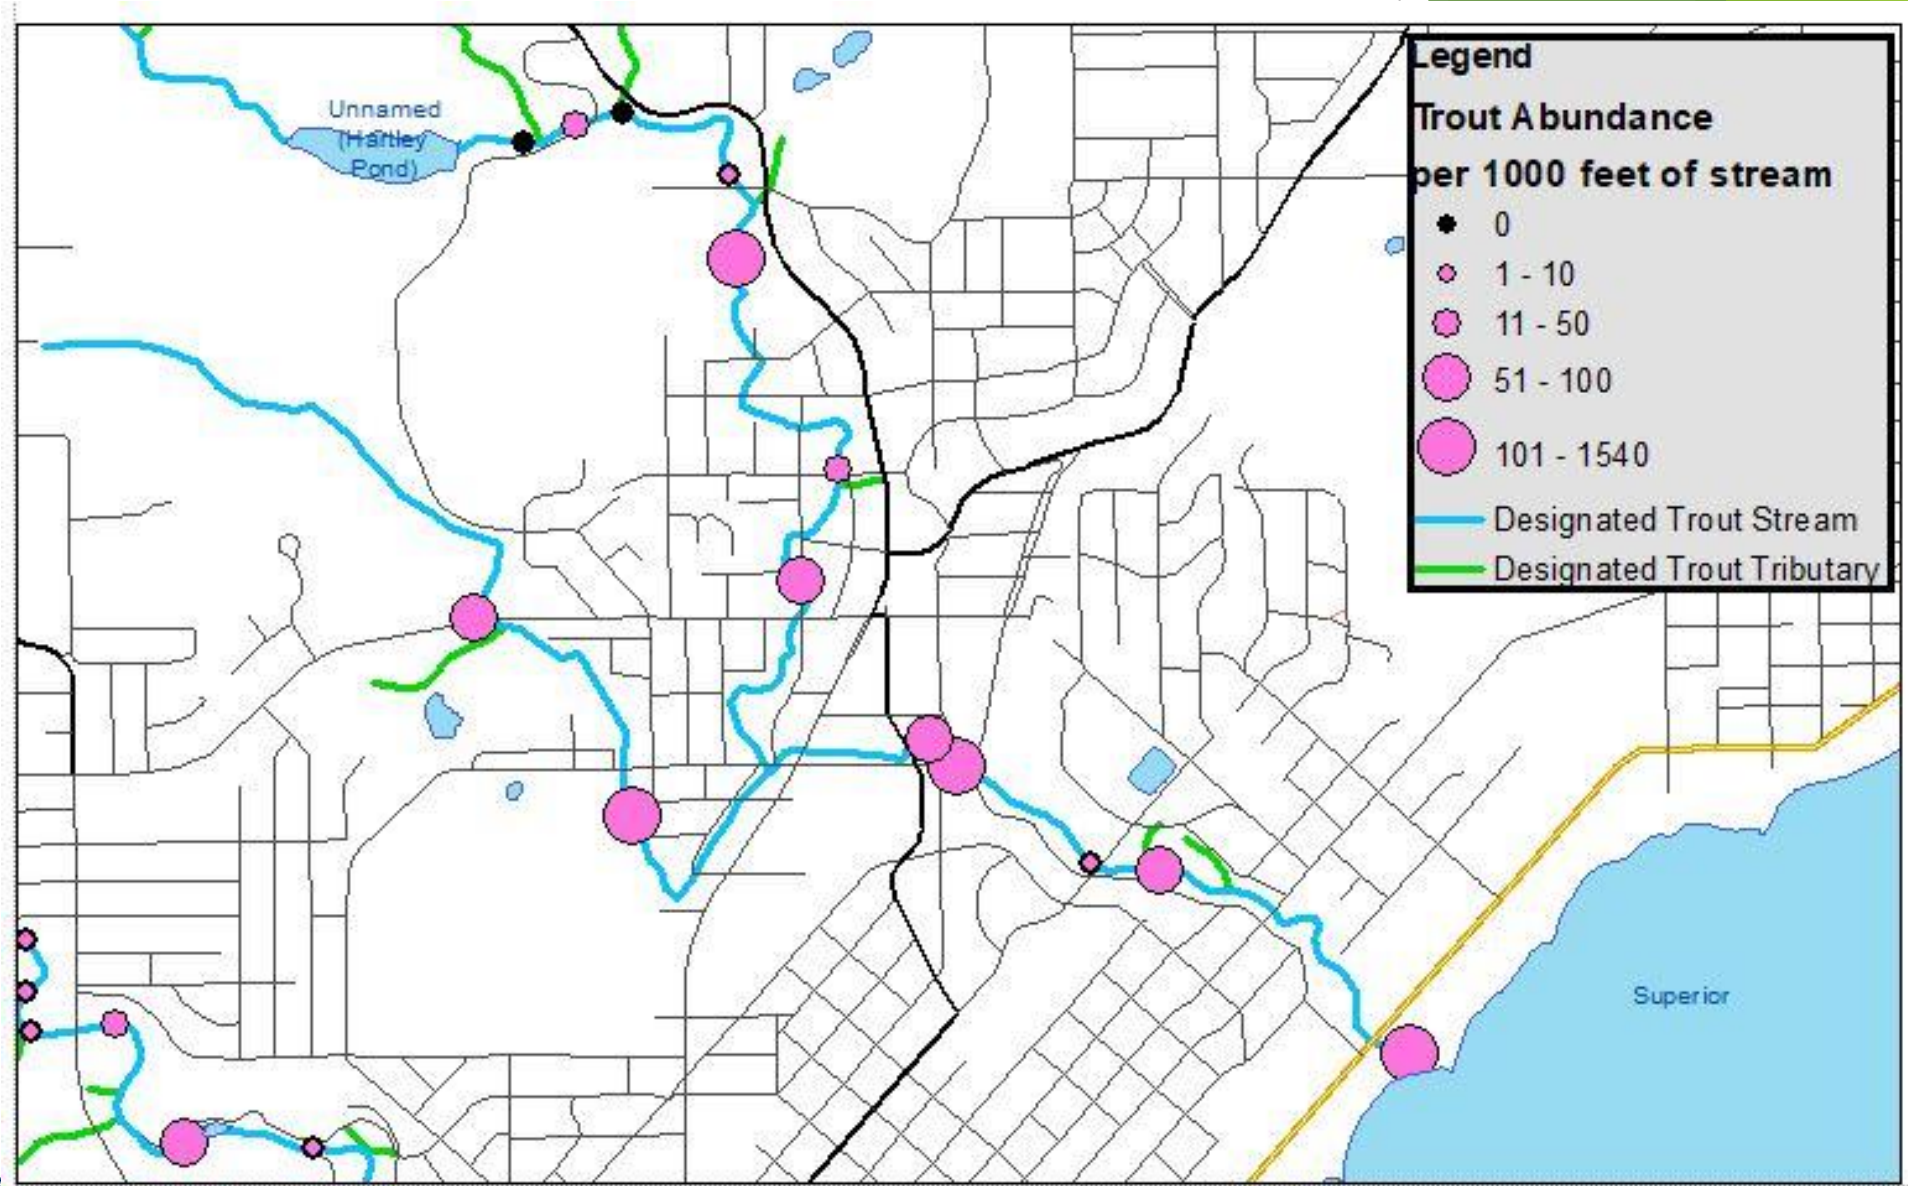 Unnamed
(Hartley
Pond)
Legend
Trout Abundance
per 1000 feet of stream
0
1 - 10
11 - 50
51 - 100
101 - 1540
Designated Trout Stream
Designated Trout Tributary
Superior